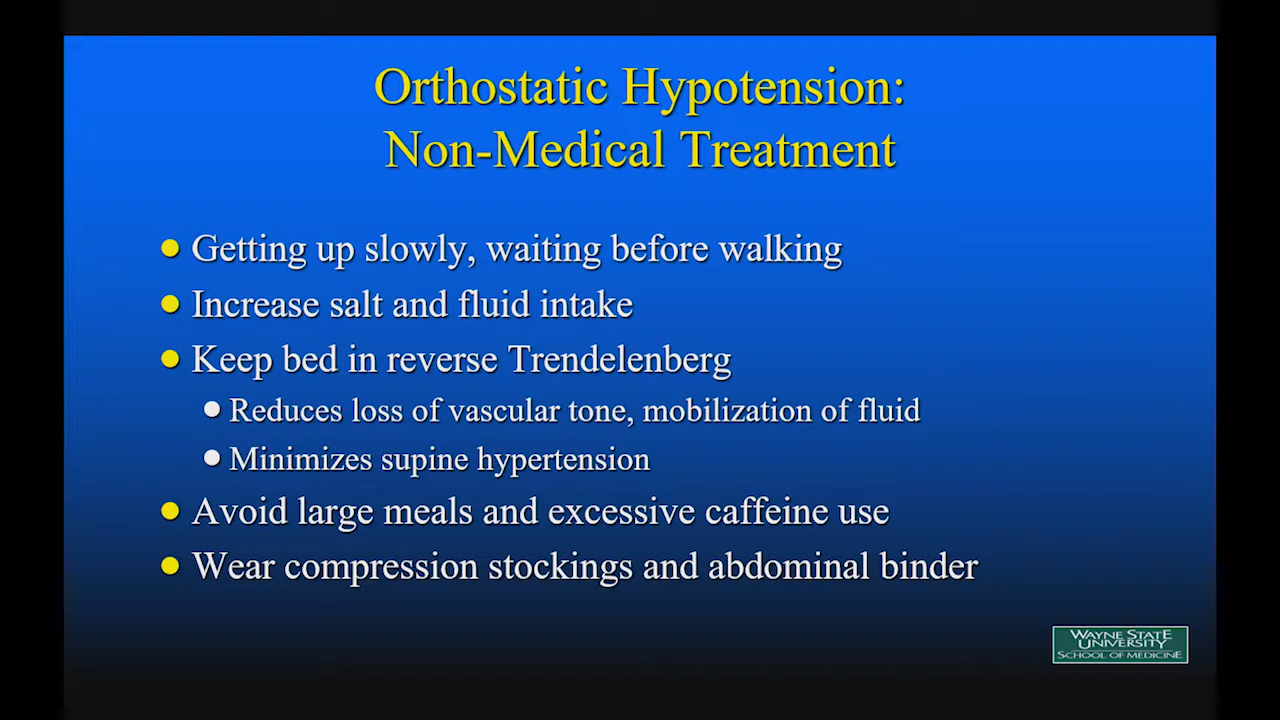 Orthostatic Hypotension:
Non-Medical Treatment
Getting up slowly, waiting before walking
Increase salt and fluid intake
Keep bed in reverse Trendelenberg
Reduces loss of vascular tone, mobilization of fluid
Minimizes supine hypertension
Avoid large meals and excessive caffeine use
Wear compression stockings and abdominal binder
WAYNE STATE
UNIVERSITY
SCHOOL OF MEDICINE